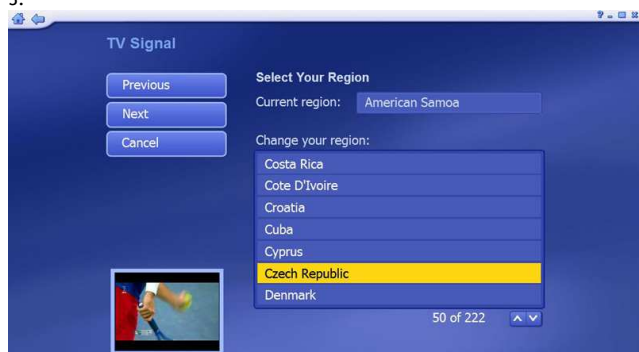 TV Signal
Previous
Next
Cancel
Select Your Region
Current region: American Samoa
Change your region:
Costa Rica
Cote D'Ivoire
Croatia
Cuba
Cyprus
Czech Republic
Denmark
50 of 222